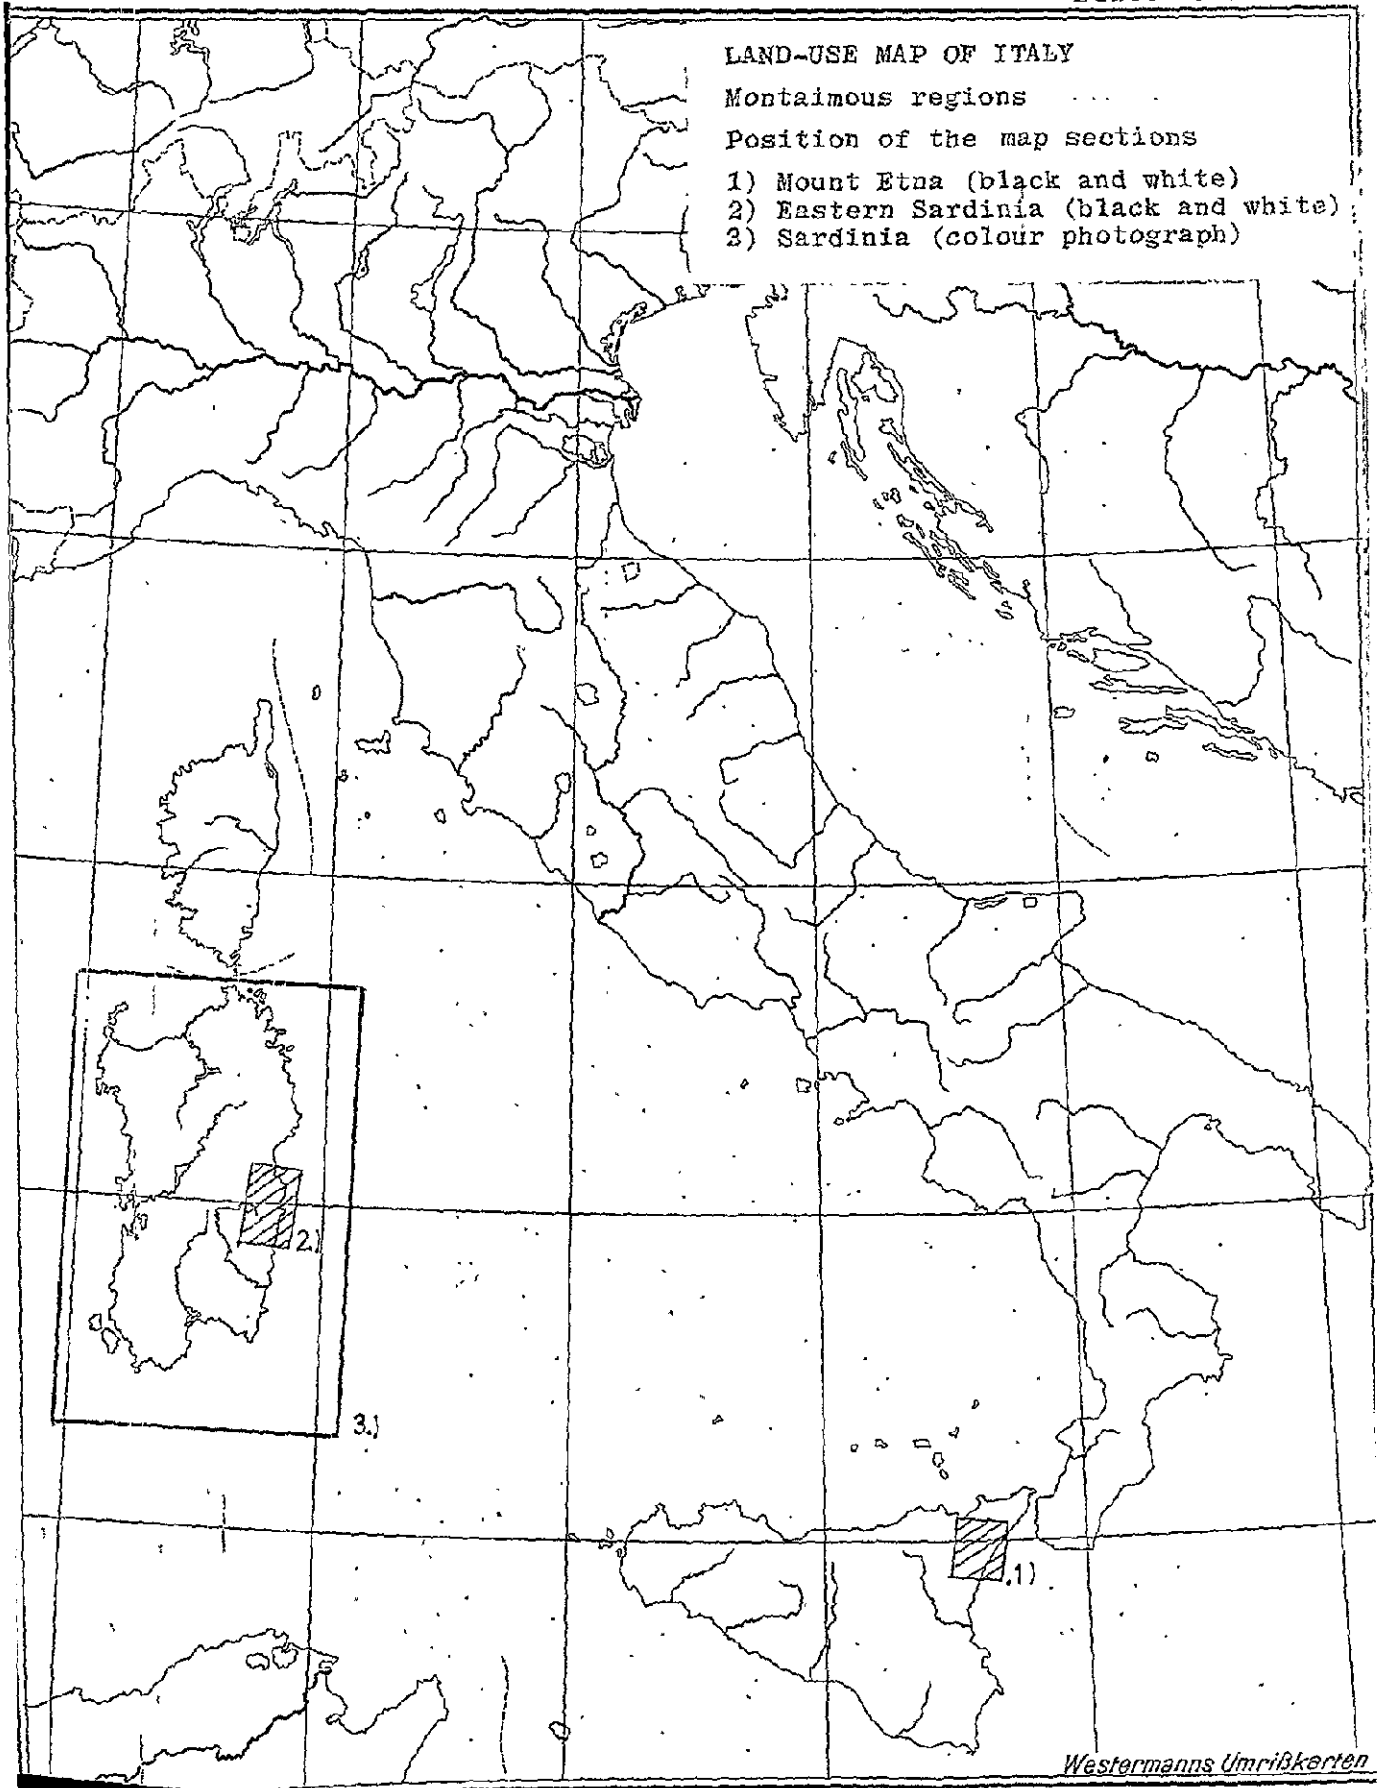 LAND-USE MAP OF ITALY
Montaimous regions
Position of the map sections
1) Mount Etna (black and white)
2) Eastern Sardinia (black and white)
3) Sardinia (colour photograph)
2.)
3.)
.1)
Westermanns Umrißkarten